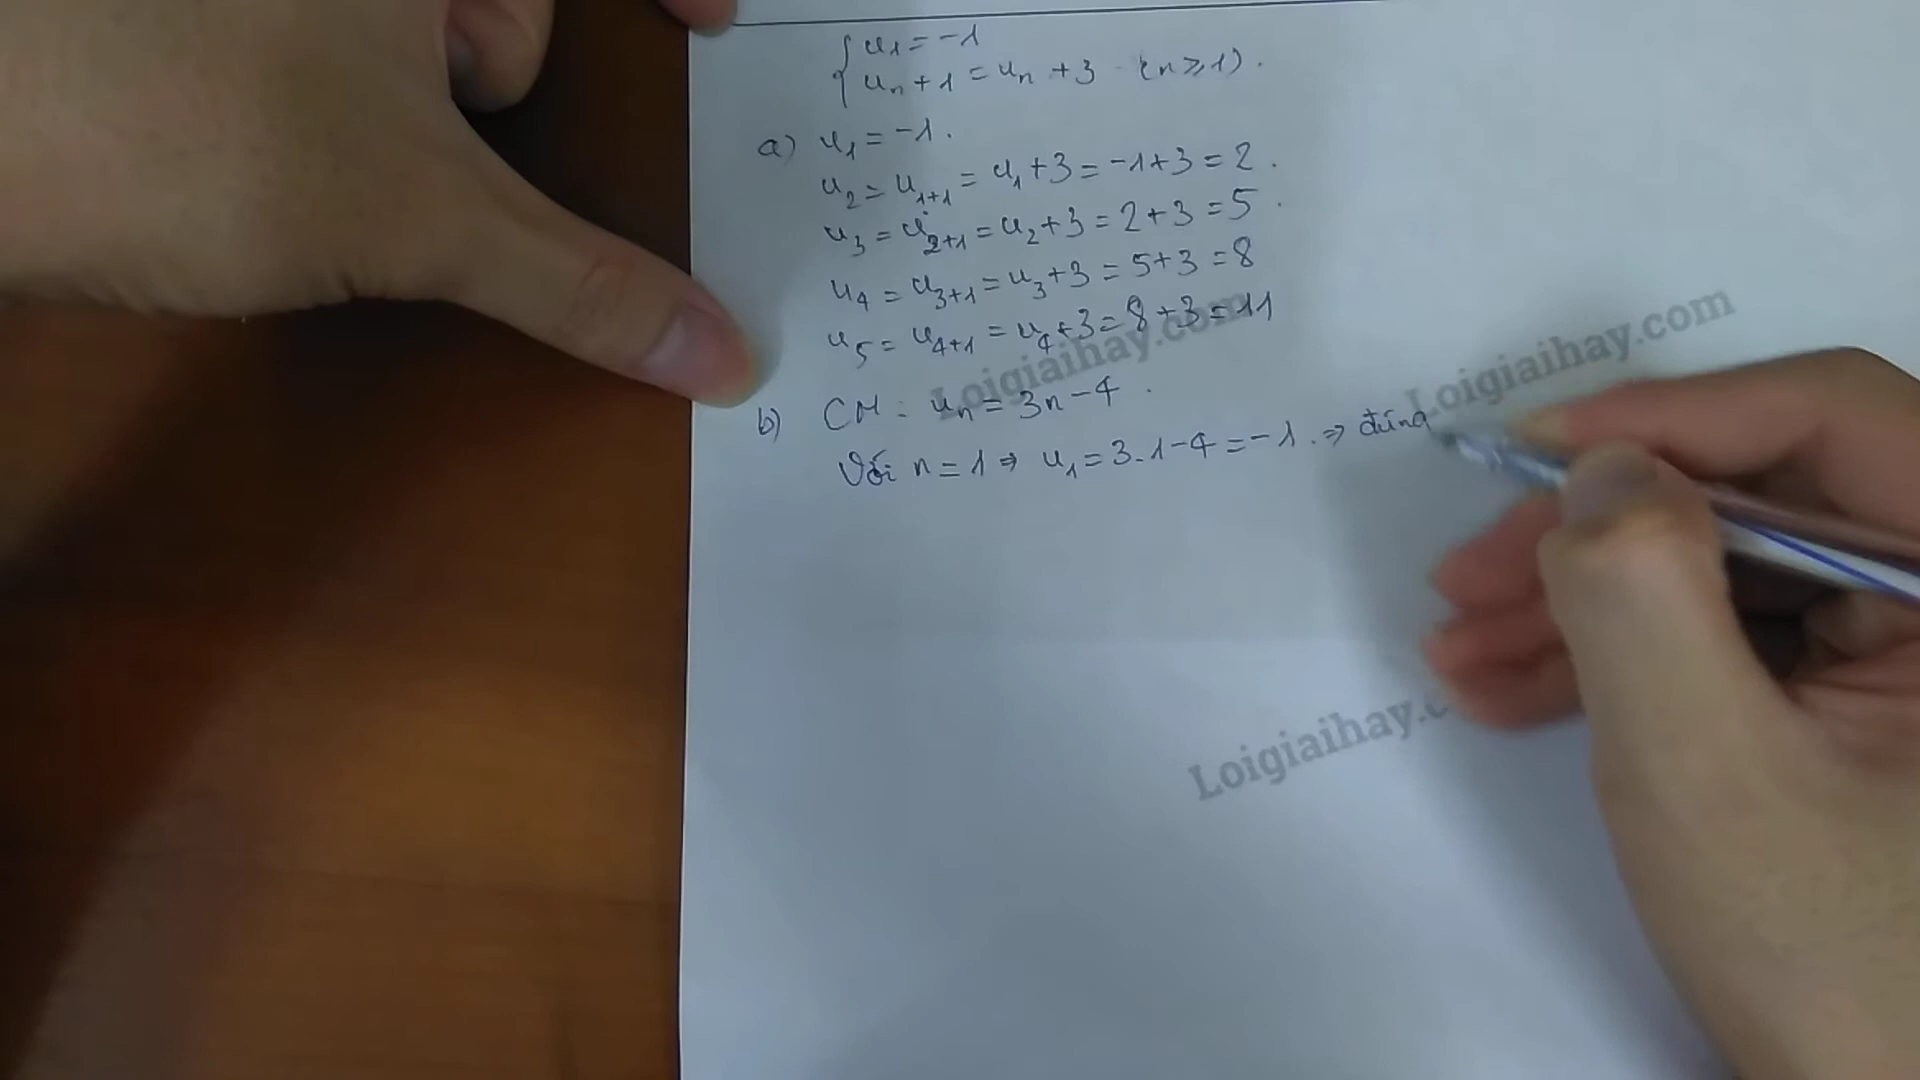 u₁ = -1
uₙ + 1 = uₙ + 3 (n ≥ 1).
a) u₁ = -1.
u₂ = u₁₊₁ = u₁ + 3 = -1 + 3 = 2.
u₃ = u₂₊₁ = u₂ + 3 = 2 + 3 = 5.
u₄ = u₃₊₁ = u₃ + 3 = 5 + 3 = 8
u₅ = u₄₊₁ = u₄ + 3 = 8 + 3 = 11
Loigiaihay.com
Loigiaihay.com
b) CM: uₙ = 3n - 4.
Với n = 1 ⇒ u₁ = 3.1 - 4 = -1. ⇒ đúng
Loigiaihay.c